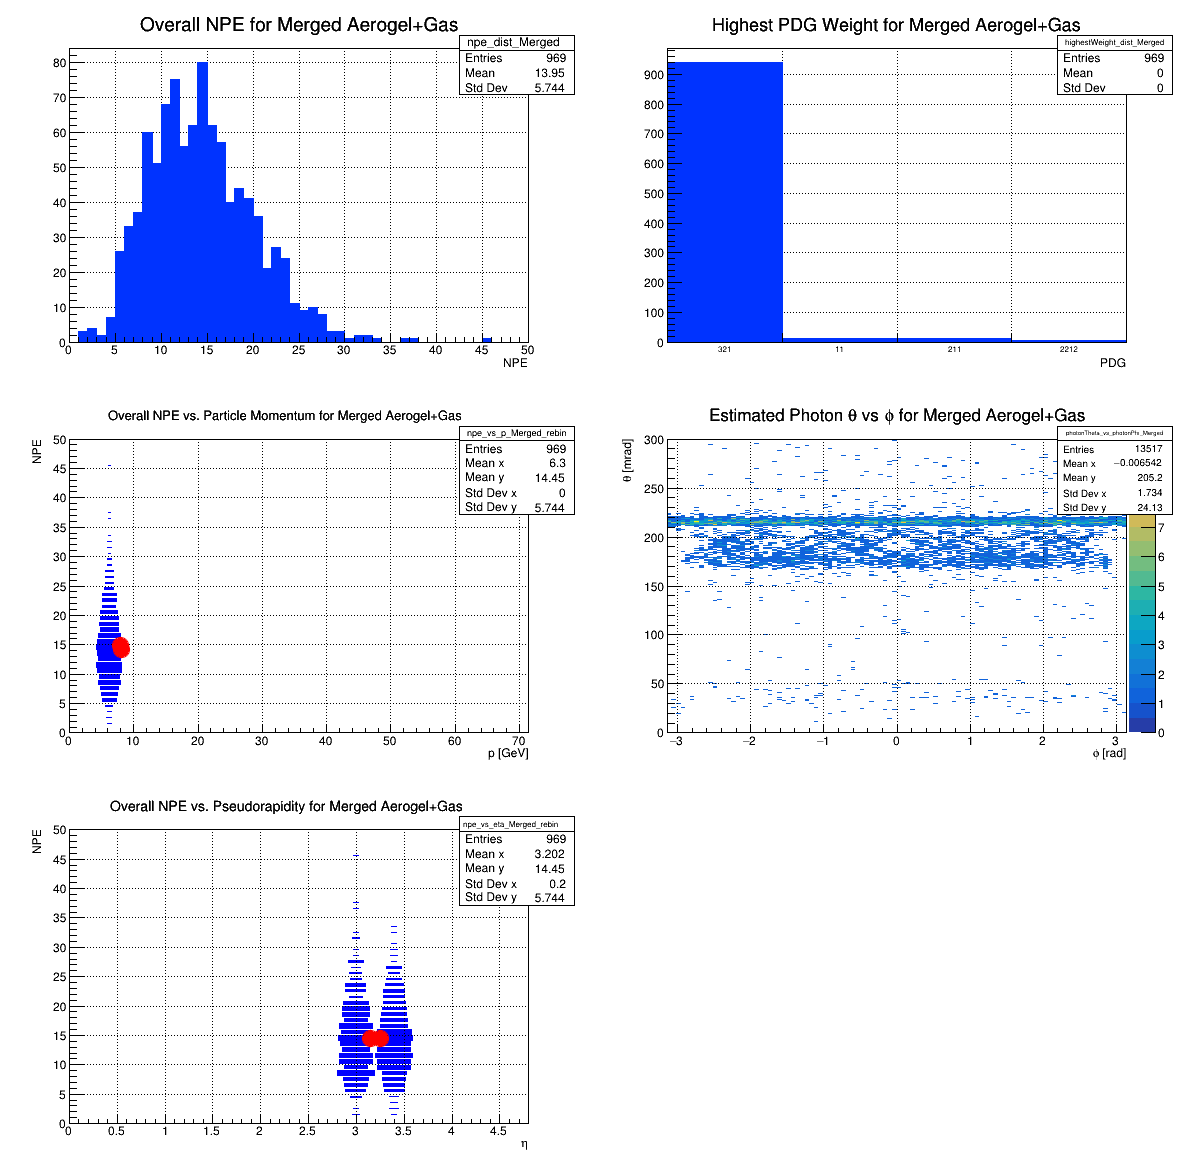 Overall NPE for Merged Aerogel+Gas
npe_dist_Merged
Entries 969
Mean 13.95
Std Dev 5.744
80
70
60
50
40
30
20
10
0
0 5 10 15 20 25 30 35 40 45 50
NPE
Highest PDG Weight for Merged Aerogel+Gas
highestWeight_dist_Merged
Entries 969
Mean 0
Std Dev 0
900
800
700
600
500
400
300
200
100
0
321 11 211 2212
PDG
Overall NPE vs. Particle Momentum for Merged Aerogel+Gas
npe_vs_p_Merged_rebin
Entries 969
Mean x 6.3
Mean y 14.45
Std Dev x 0
Std Dev y 5.744
NPE
50
45
40
35
30
25
20
15
10
5
0
0 10 20 30 40 50 60 70
p [GeV]
Estimated Photon θ vs ϕ for Merged Aerogel+Gas
photonTheta_vs_photonPhi_Merged
Entries 13517
Mean x −0.006542
Mean y 205.2
Std Dev x 1.734
Std Dev y 24.13
θ [mrad]
300
250
200
150
100
50
0
−3 −2 −1 0 1 2 3
ϕ [rad]
7
6
5
4
3
2
1
0
Overall NPE vs. Pseudorapidity for Merged Aerogel+Gas
npe_vs_eta_Merged_rebin
Entries 969
Mean x 3.202
Mean y 14.45
Std Dev x 0.2
Std Dev y 5.744
NPE
50
45
40
35
30
25
20
15
10
5
0
0 0.5 1 1.5 2 2.5 3 3.5 4 4.5
η